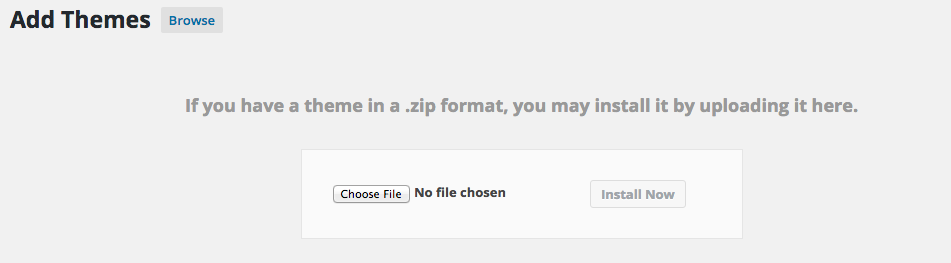 Add Themes Browse
If you have a theme in a .zip format, you may install it by uploading it here.
Choose File No file chosen Install Now